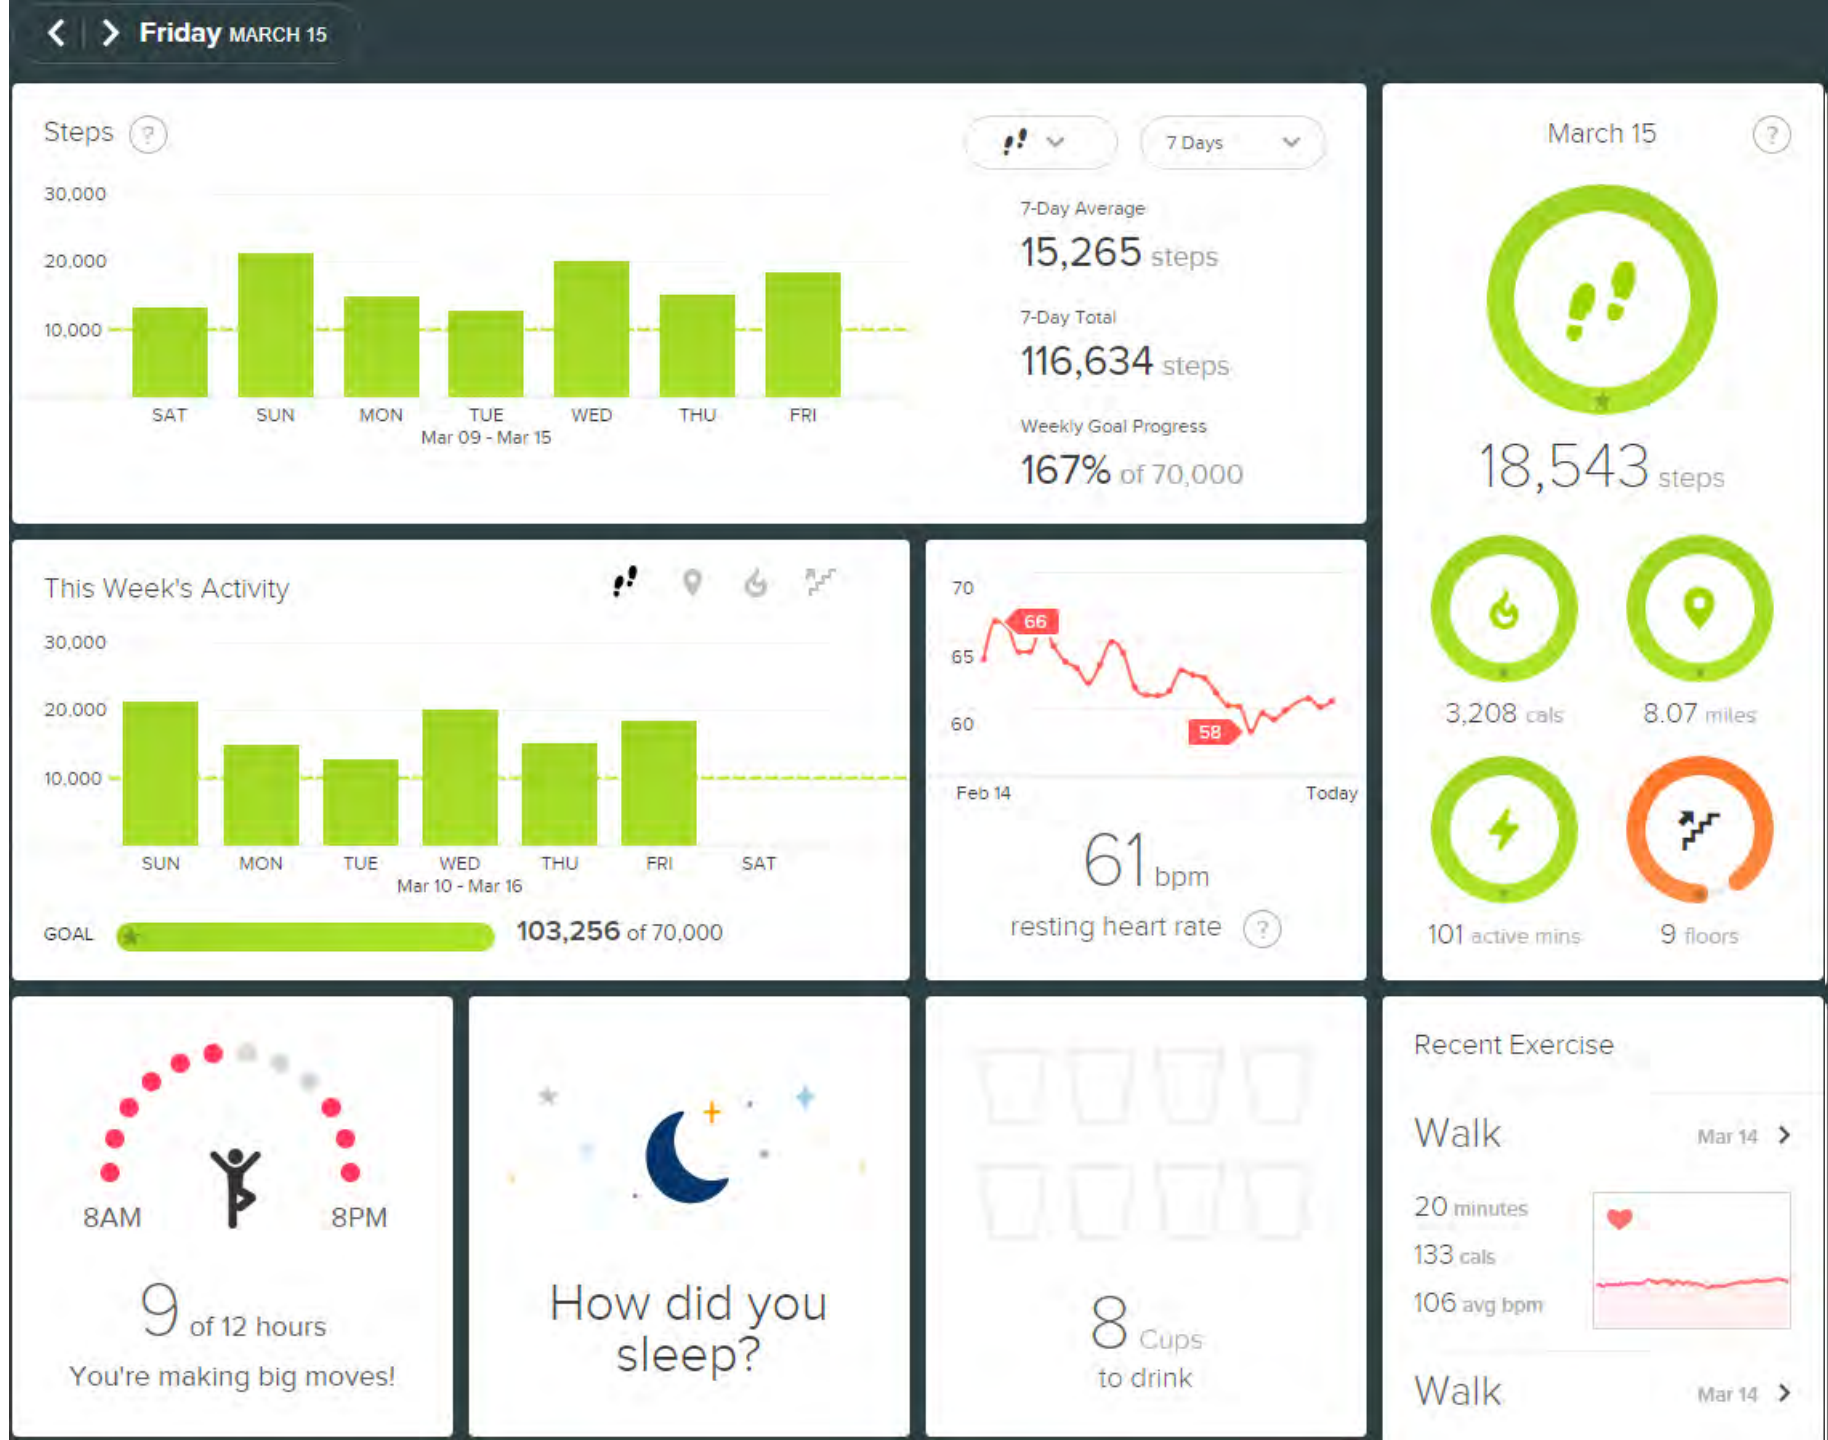 Friday MARCH 15
Steps ?
7 Days
30,000
20,000
10,000
SAT SUN MON TUE WED THU FRI
Mar 09 - Mar 15
7-Day Average
15,265 steps
7-Day Total
116,634 steps
Weekly Goal Progress
167% of 70,000
March 15 ?
18,543 steps
3,208 cals
8.07 miles
101 active mins
9 floors
This Week's Activity
30,000
20,000
10,000
SUN MON TUE WED THU FRI SAT
Mar 10 - Mar 16
GOAL 103,256 of 70,000
70
66
65
60
58
Feb 14 Today
61 bpm
resting heart rate ?
8AM 8PM
9 of 12 hours
You're making big moves!
How did you
sleep?
8 Cups
to drink
Recent Exercise
Walk Mar 14
20 minutes
133 cals
106 avg bpm
Walk Mar 14